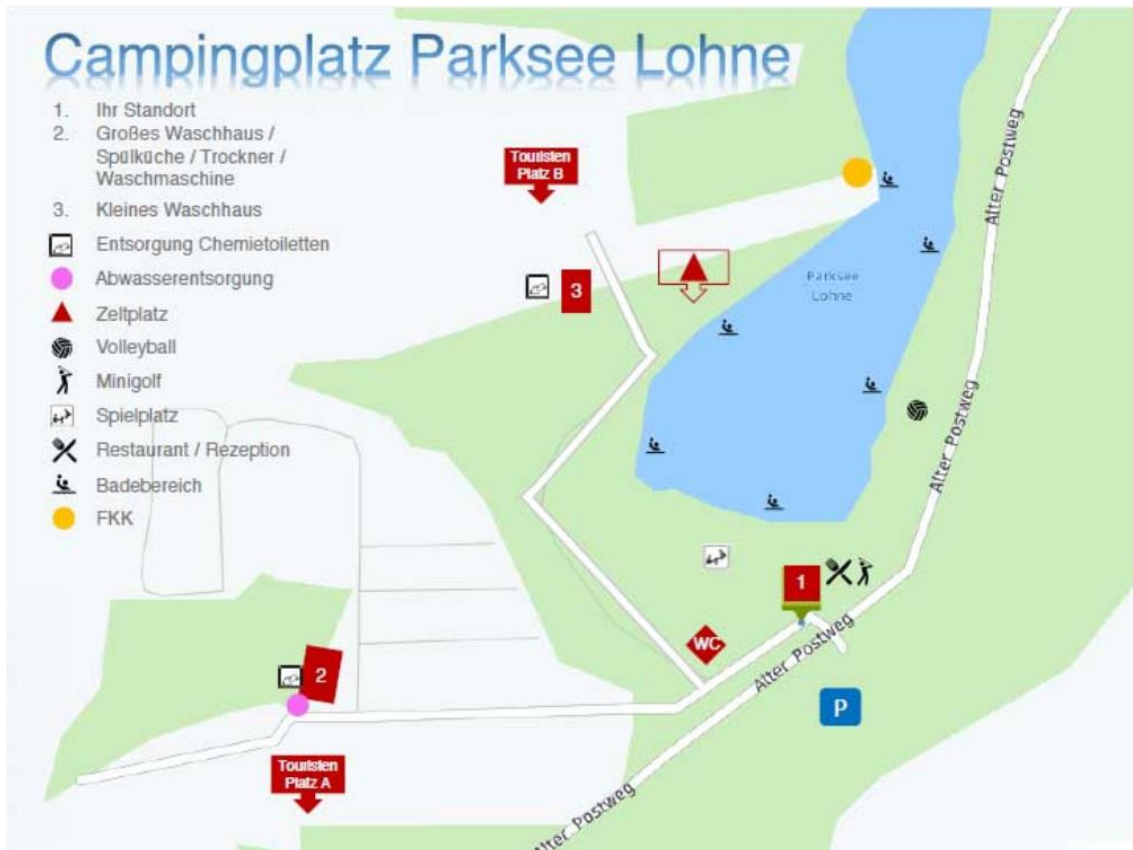 Campingplatz Parksee Lohne
1. Ihr Standort
2. Großes Waschhaus /
Spülküche / Trockner /
Waschmaschine
3. Kleines Waschhaus
Entsorgung Chemietoiletten
Abwasserentsorgung
Zeltplatz
Volleyball
Minigolf
Spielplatz
Restaurant / Rezeption
Badebereich
FKK
Touristen
Platz B
3
Parksee
Lohne
Alter Postweg
Alter Postweg
1
WC
Alter Postweg
P
2
Touristen
Platz A
Alter Postweg